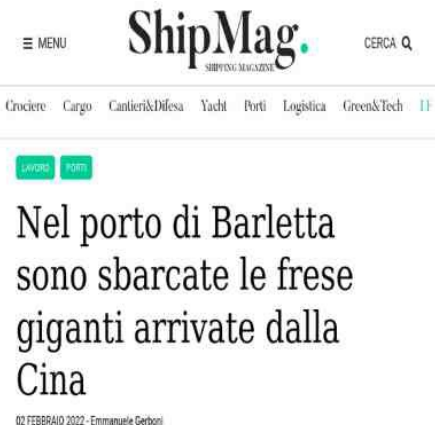 ≡ MENU
ShipMag.
SHIPPING MAGAZINE
CERCA
Crociere Cargo Cantieri&Difesa Yacht Porti Logistica Green&Tech
LAVORO PORTI
Nel porto di Barletta
sono sbarcate le frese
giganti arrivate dalla
Cina
02 FEBBRAIO 2022 - Emmanuele Gerboni